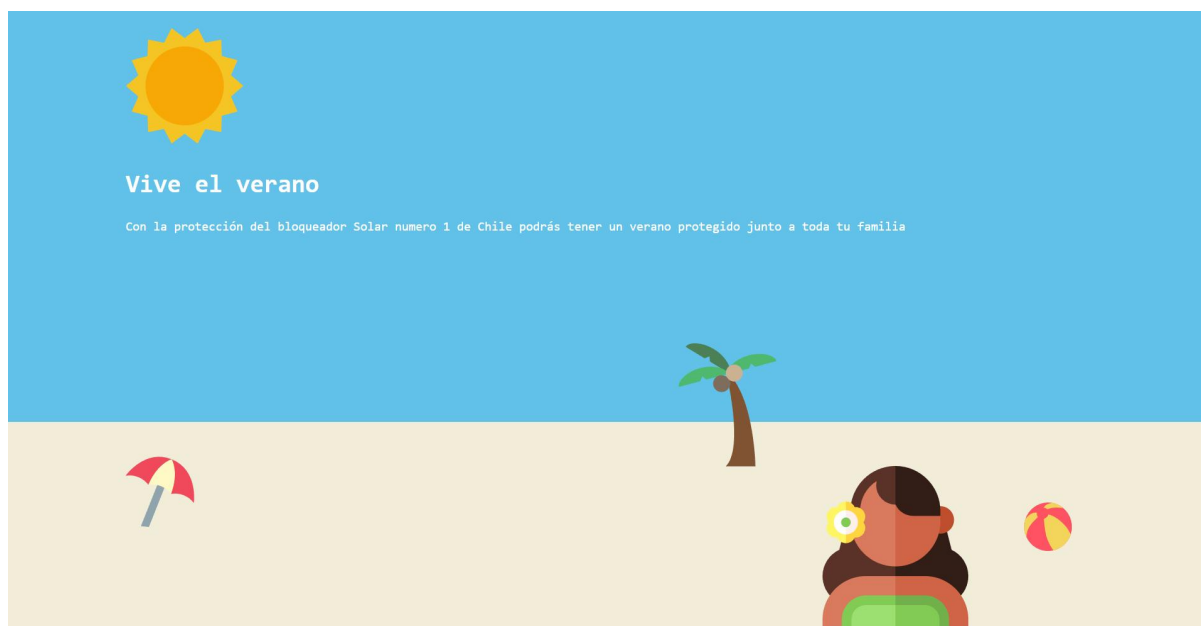 Vive el verano
Con la protección del bloqueador Solar numero 1 de Chile podrás tener un verano protegido junto a toda tu familia